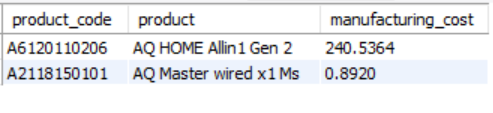 product_code product manufacturing_cost
A6120110206 AQ HOME Allin1 Gen 2 240.5364
A2118150101 AQ Master wired x1 Ms 0.8920